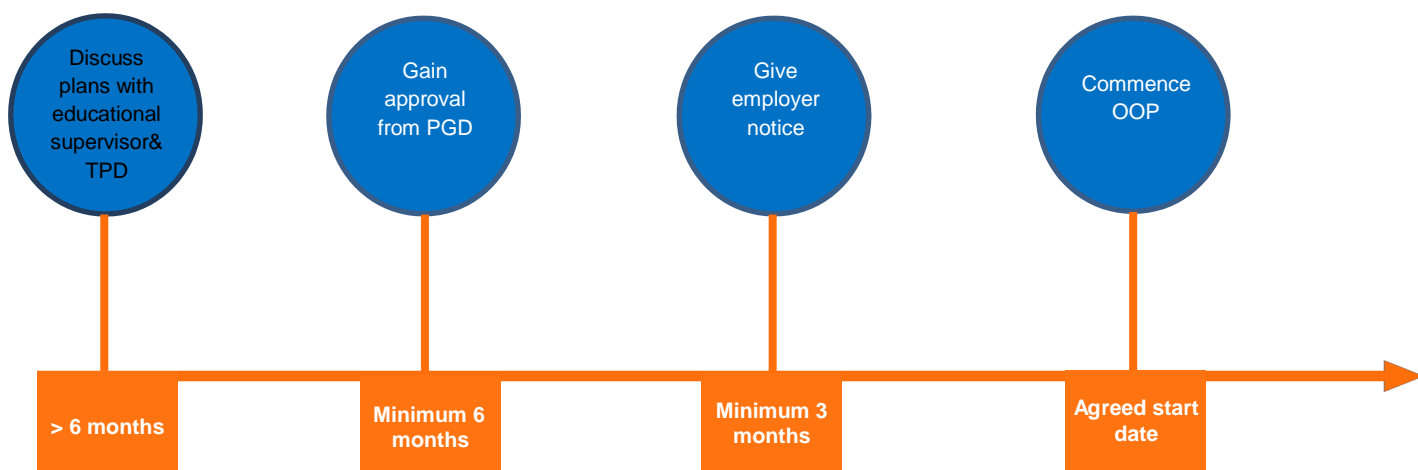 Discuss
plans with
educational
supervisor&
TPD
Gain
approval
from PGD
Give
employer
notice
Commence
OOP
> 6 months
Minimum 6
months
Minimum 3
months
Agreed start
date